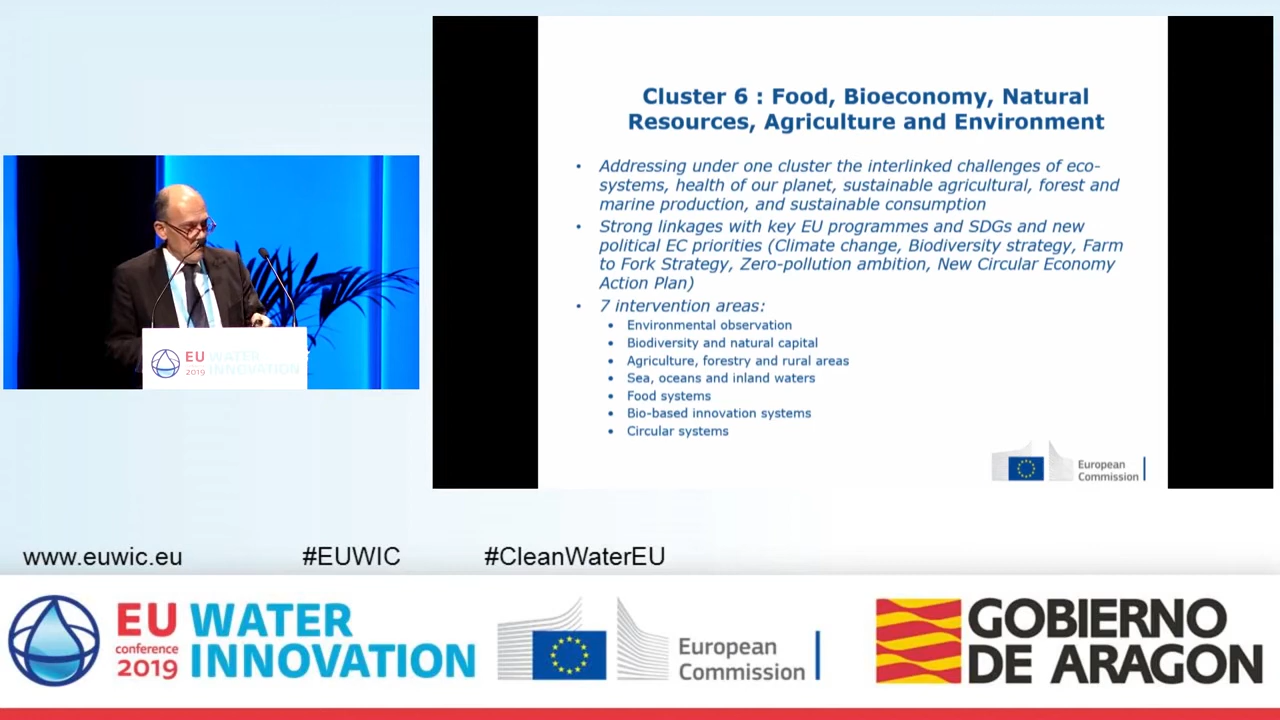 Cluster 6 : Food, Bioeconomy, Natural
Resources, Agriculture and Environment
• Addressing under one cluster the interlinked challenges of eco-
systems, health of our planet, sustainable agricultural, forest and
marine production, and sustainable consumption
• Strong linkages with key EU programmes and SDGs and new
political EC priorities (Climate change, Biodiversity strategy, Farm
to Fork Strategy, Zero-pollution ambition, New Circular Economy
Action Plan)
• 7 intervention areas:
• Environmental observation
• Biodiversity and natural capital
• Agriculture, forestry and rural areas
• Sea, oceans and inland waters
• Food systems
• Bio-based innovation systems
• Circular systems
European
Commission
EU WATER
2019 INNOVATION
www.euwic.eu #EUWIC #CleanWaterEU
EU WATER
conference
2019 INNOVATION
European
Commission
GOBIERNO
DE ARAGON